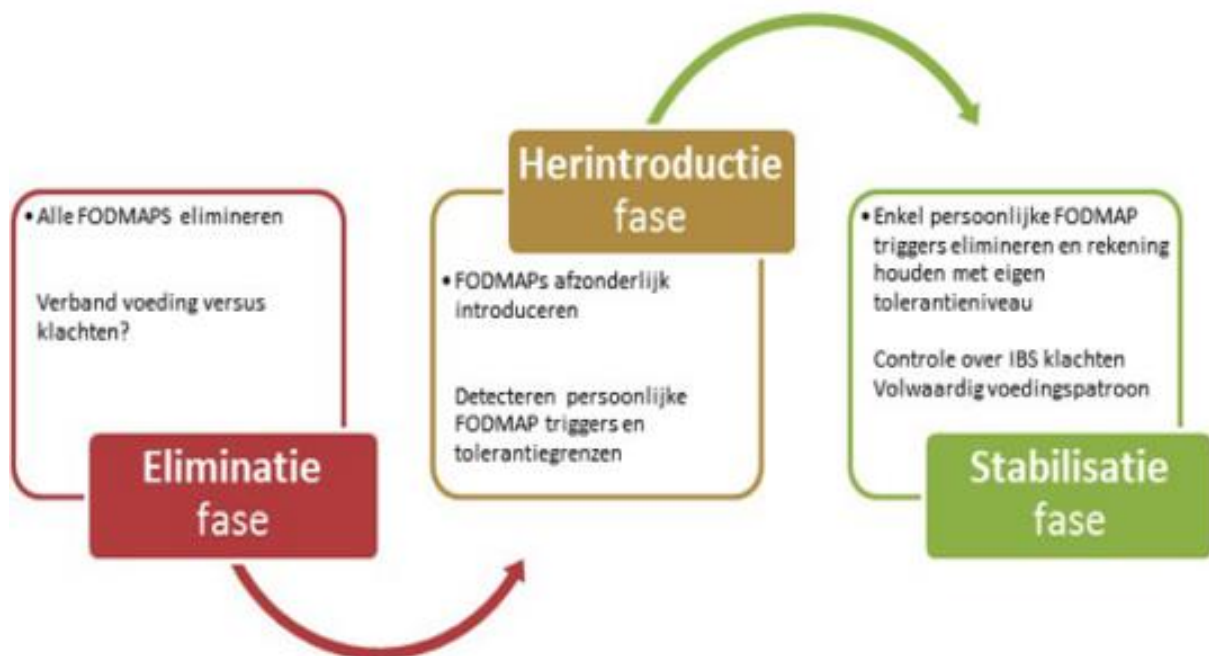 • Alle FODMAPS elimineren
Verband voeding versus
klachten?
Eliminatie
fase
Herintroductie
fase
• FODMAPs afzonderlijk
introduceren
Detecteren persoonlijke
FODMAP triggers en
tolerantiegrenzen
• Enkel persoonlijke FODMAP
triggers elimineren en rekening
houden met eigen
tolerantieniveau
Controle over IBS klachten
Volwaardig voedingspatroon
Stabilisatie
fase